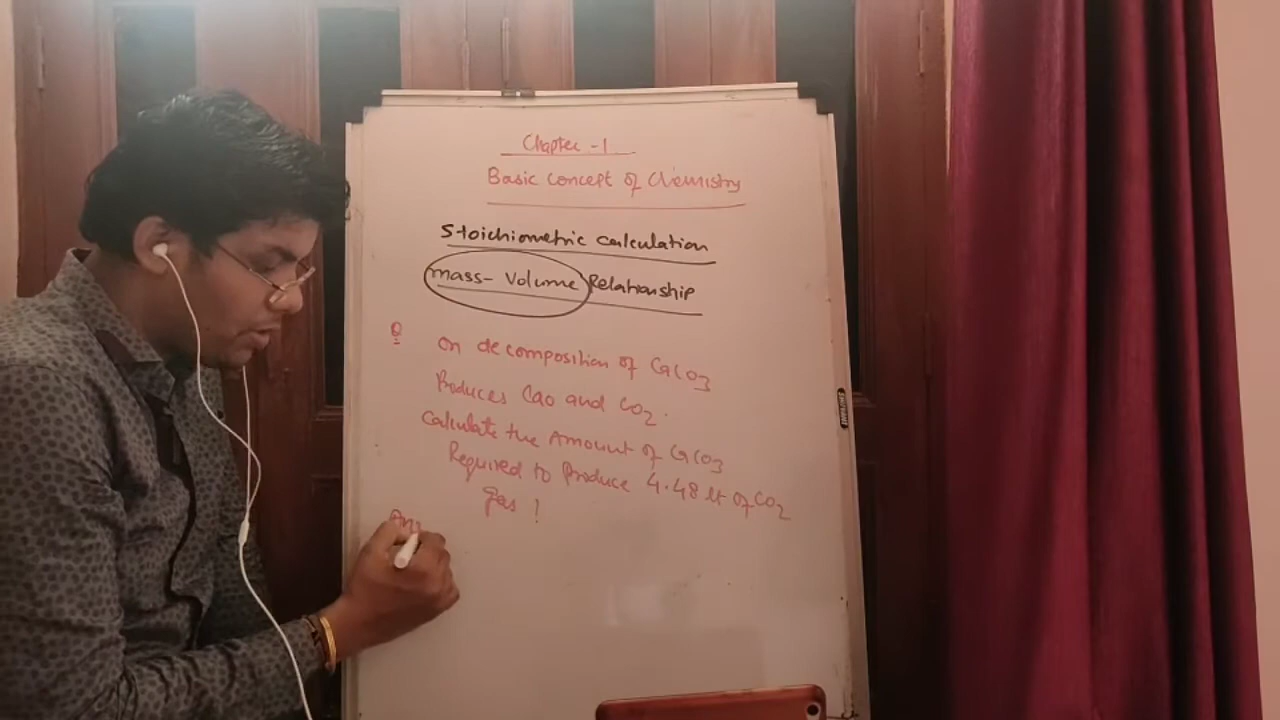 Chapter - 1
Basic Concept of Chemistry
Stoichiometric Calculation
mass - Volume Relationship
Q
on decomposition of CaCO3
Produces CaO and CO2.
Calculate the Amount of CaCO3
Required to Produce 4.48 lt of CO2
gas !
Ans